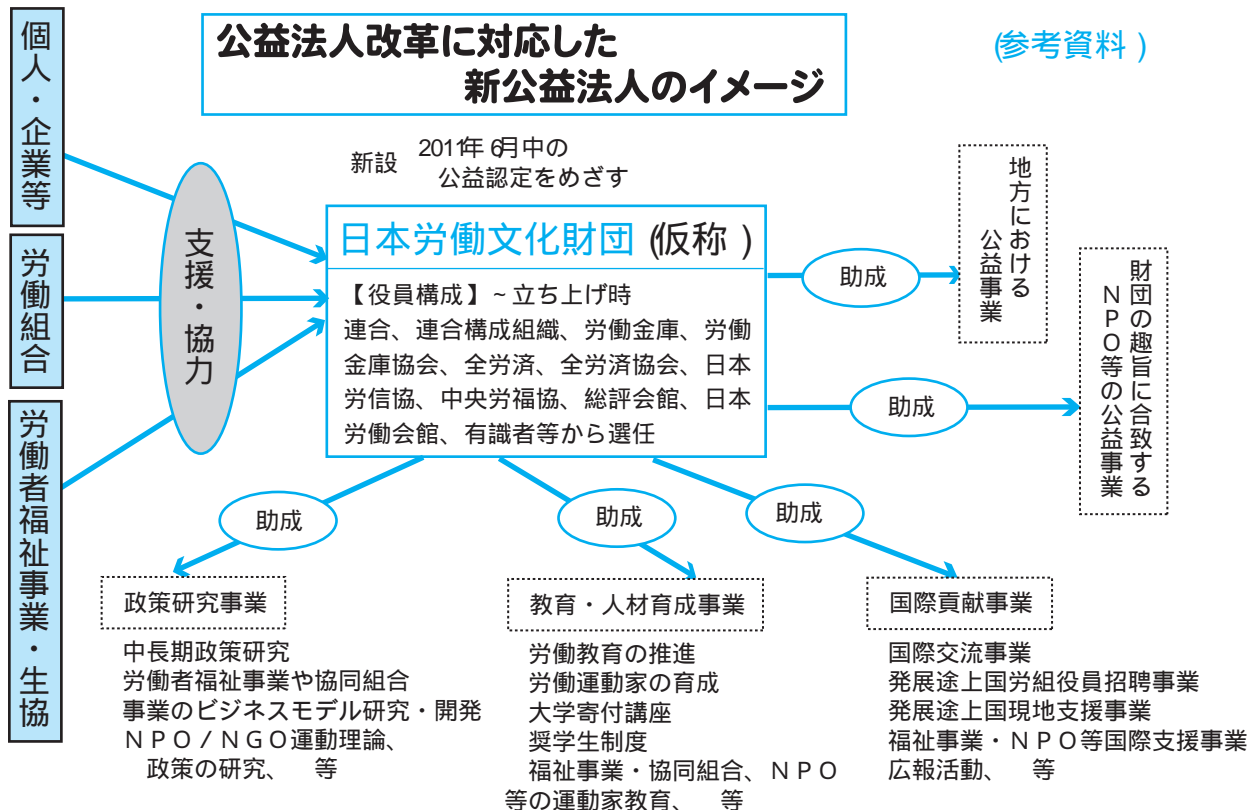 公益法人改革に対応した
新公益法人のイメージ
(参考資料)
個人・企業等
労働組合
労働者福祉事業・生協
支援・協力
新設
2011年6月中の
公益認定をめざす
日本労働文化財団(仮称)
【役員構成】~立ち上げ時
連合、連合構成組織、労働金庫、労働
金庫協会、全労済、全労済協会、日本
労信協、中央労福協、総評会館、日本
労働会館、有識者等から選任
助成
地方における
公益事業
助成
財団の趣旨に合致する
NPO等の公益事業
助成
助成
助成
政策研究事業
中長期政策研究
労働者福祉事業や協同組合
事業のビジネスモデル研究・開発
NPO/NGO運動理論、
政策の研究、 等
教育・人材育成事業
労働教育の推進
労働運動家の育成
大学寄付講座
奨学生制度
福祉事業・協同組合、NPO
等の運動家教育、 等
国際貢献事業
国際交流事業
発展途上国労組役員招聘事業
発展途上国現地支援事業
福祉事業・NPO等国際支援事業
広報活動、 等